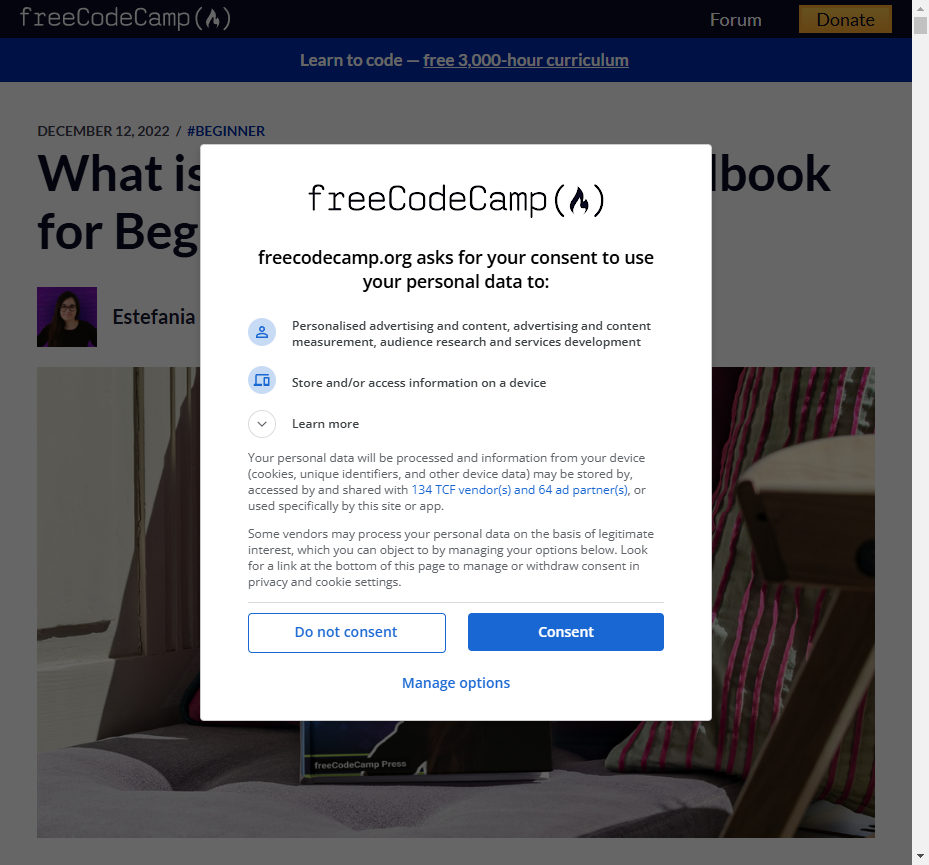 freeCodeCamp(🔥)
Forum
Donate
Learn to code — free 3,000-hour curriculum
DECEMBER 12, 2022 / #BEGINNER
What is
book
for Beg
Estefania
freeCodeCamp(🔥)
freecodecamp.org asks for your consent to use
your personal data to:
Personalised advertising and content, advertising and content
measurement, audience research and services development
Store and/or access information on a device
Learn more
Your personal data will be processed and information from your device
(cookies, unique identifiers, and other device data) may be stored by,
accessed by and shared with 134 TCF vendor(s) and 64 ad partner(s), or
used specifically by this site or app.
Some vendors may process your personal data on the basis of legitimate
interest, which you can object to by managing your options below. Look
for a link at the bottom of this page to manage or withdraw consent in
privacy and cookie settings.
Do not consent
Consent
Manage options
freeCodeCamp Press